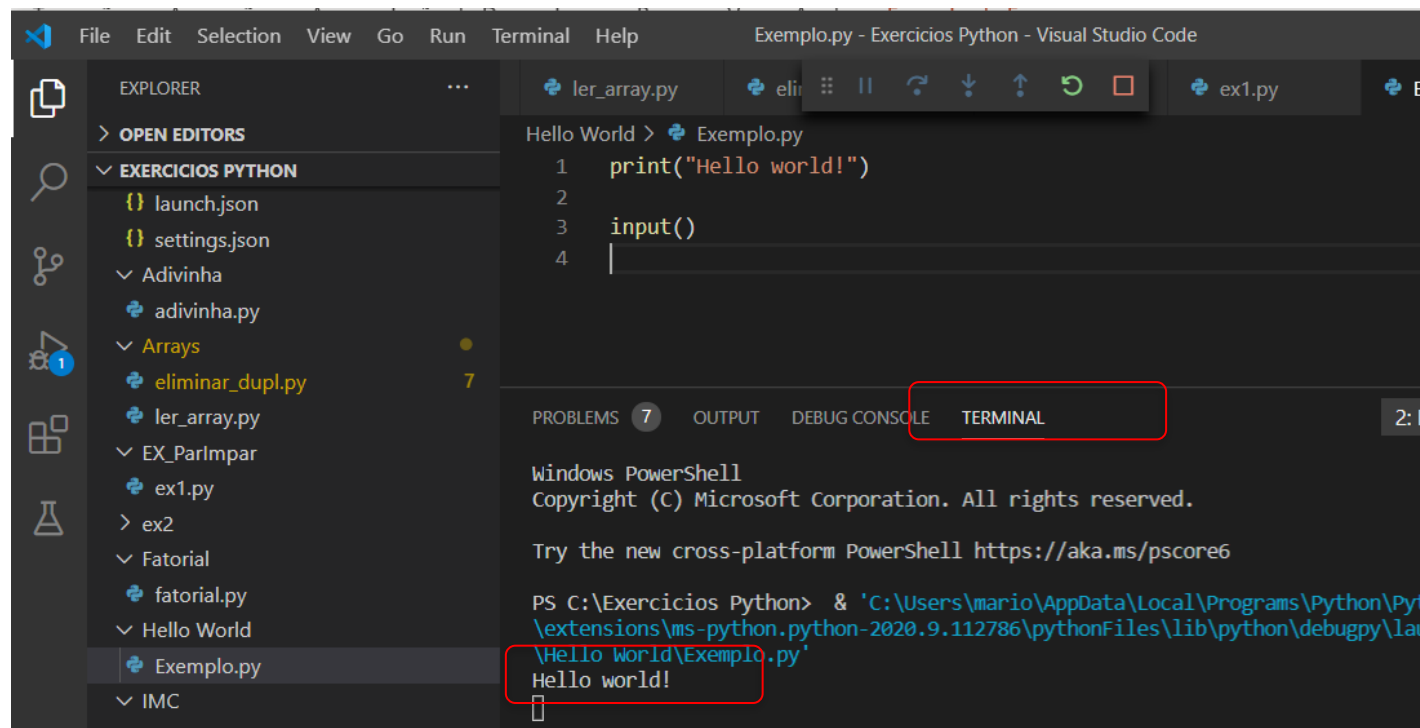 File Edit Selection View Go Run Terminal Help Exemplo.py - Exercicios Python - Visual Studio Code
EXPLORER ...
OPEN EDITORS
EXERCICIOS PYTHON
{} launch.json
{} settings.json
Adivinha
adivinha.py
Arrays
eliminar_dupl.py 7
ler_array.py
EX_ParImpar
ex1.py
ex2
Fatorial
fatorial.py
Hello World
Exemplo.py
IMC
1
ler_array.py ex1.py
Hello World > Exemplo.py
1 print("Hello world!")
2
3 input()
4
PROBLEMS 7 OUTPUT DEBUG CONSOLE TERMINAL 2:
Windows PowerShell
Copyright (C) Microsoft Corporation. All rights reserved.
Try the new cross-platform PowerShell https://aka.ms/pscore6
PS C:\Exercicios Python> & 'C:\Users\mario\AppData\Local\Programs\Python\Py
\extensions\ms-python.python-2020.9.112786\pythonFiles\lib\python\debugpy\la
\Hello World\Exemplo.py'
Hello world!